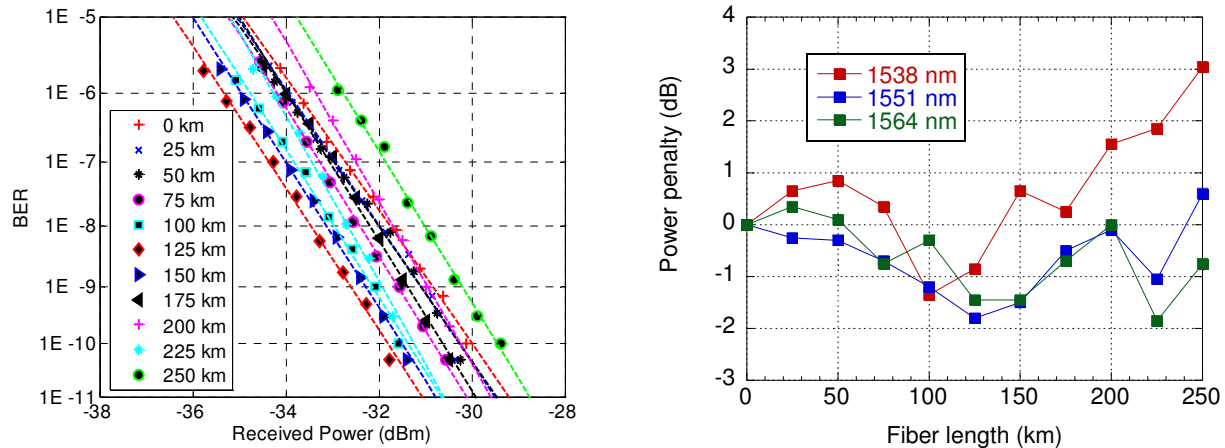 1E -5
1E -6
1E -7
1E -8
1E -9
1E -10
1E -11
BER
0 km
25 km
50 km
75 km
100 km
125 km
150 km
175 km
200 km
225 km
250 km
-38
-36
-34
-32
-30
-28
Received Power (dBm)
4
3
2
1
0
-1
-2
-3
Power penalty (dB)
1538 nm
1551 nm
1564 nm
0
50
100
150
200
250
Fiber length (km)